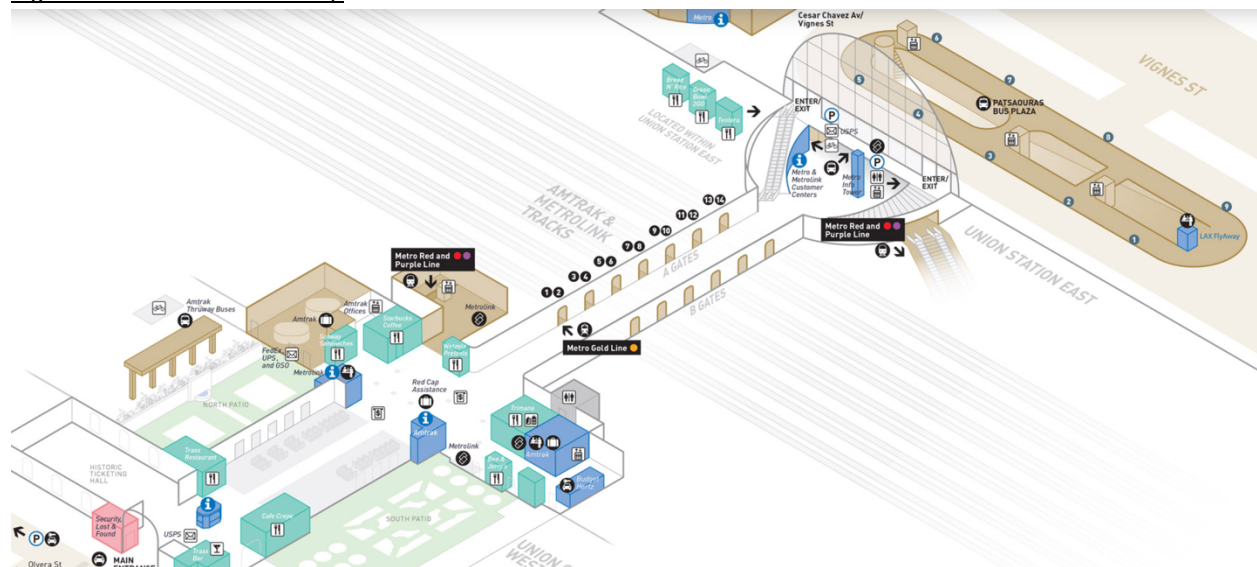 Metro
Cesar Chavez Av/
Vignes St
VIGNES ST
6
7
5
PATSAOURAS
BUS PLAZA
4
8
3
2
9
1
LAX FlyAway
Bread
N' Rice
Crepe
Bowl
2GO
LOCATED WITHIN
UNION STATION EAST
ENTER/
EXIT
P
USPS
P
Metro &
Metrolink
Customer
Centers
Metro
Info
Tower
ENTER/
EXIT
Metro Red and
Purple Line
UNION STATION EAST
AMTRAK &
METROLINK
TRACKS
13 14
11 12
9 10
7 8
5 6
3 4
1 2
A GATES
B GATES
Metro Gold Line
Metro Red and
Purple Line
Metrolink
Amtrak
Thruway Buses
Amtrak
Offices
Amtrak
Starbucks
Coffee
Subway
Sandwiches
Wetzel's
Pretzels
FedEx,
UPS,
and GSO
Metrolink
Red Cap
Assistance
NORTH PATIO
Amtrak
Metrolink
Trimana
Amtrak
Ben &
Jerry's
Budget
Hertz
Traxx
Restaurant
HISTORIC
TICKETING
HALL
Security,
Lost &
Found
USPS
Cafe Crepe
SOUTH PATIO
Traxx
Bar
P
MAIN
ENTRANCE
Olvera St
UNION
WEST